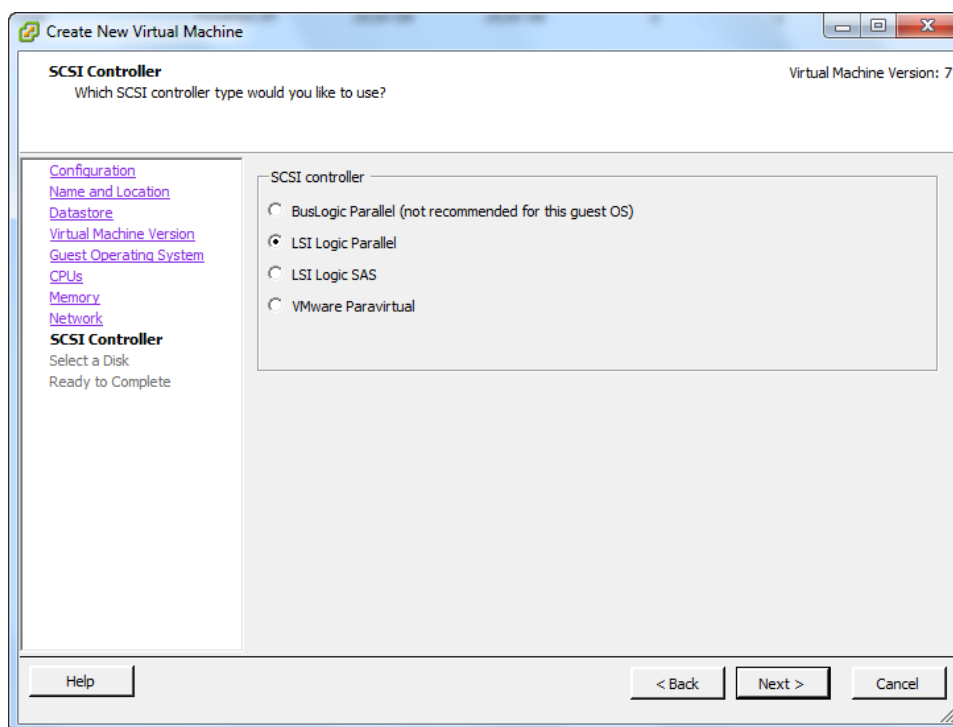 Create New Virtual Machine
SCSI Controller
Which SCSI controller type would you like to use?
Virtual Machine Version: 7
Configuration
Name and Location
Datastore
Virtual Machine Version
Guest Operating System
CPUs
Memory
Network
SCSI Controller
Select a Disk
Ready to Complete
SCSI controller
BusLogic Parallel (not recommended for this guest OS)
LSI Logic Parallel
LSI Logic SAS
VMware Paravirtual
Help
< Back
Next >
Cancel